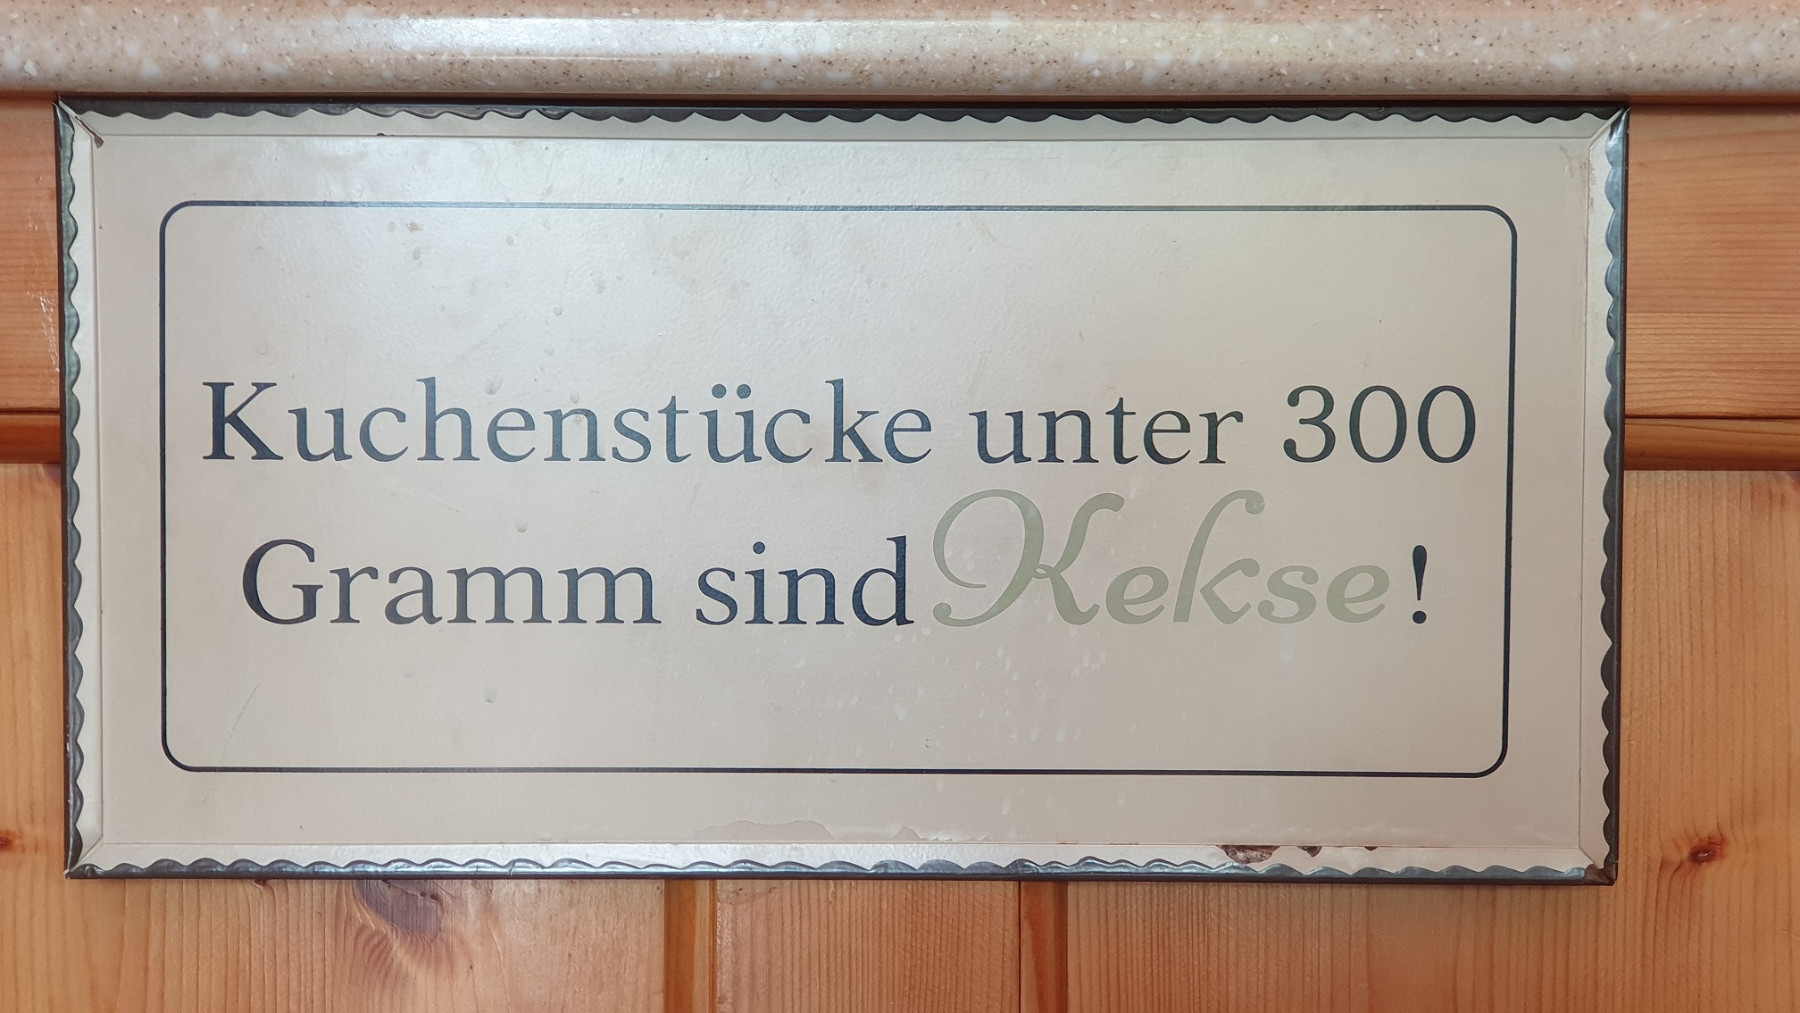 Kuchenstücke unter 300
Gramm sind Kekse!